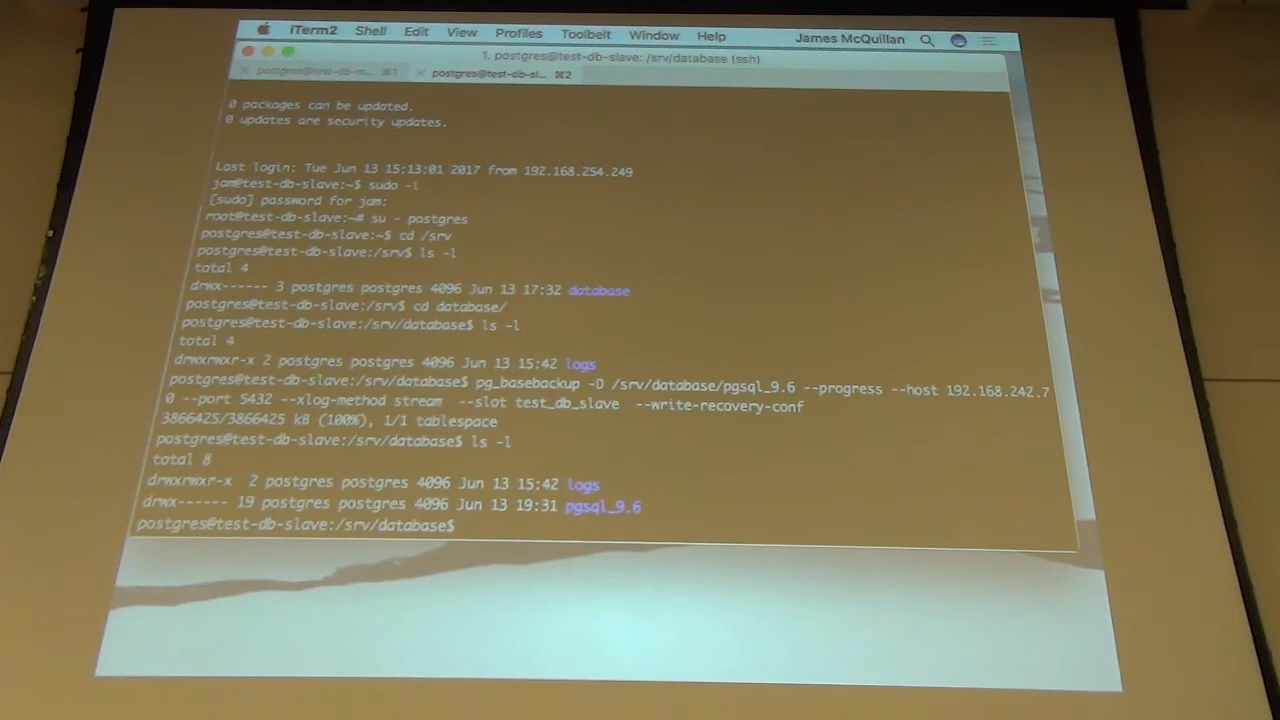 iTerm2 Shell Edit View Profiles Toolbelt Window Help James McQuillan
1. postgres@test-db-slave: /srv/database (ssh)
postgres@test-db-m... ⌘1 postgres@test-db-sl... ⌘2
0 packages can be updated.
0 updates are security updates.
Last login: Tue Jun 13 15:13:01 2017 from 192.168.254.249
jam@test-db-slave:~$ sudo -i
[sudo] password for jam:
root@test-db-slave:~# su - postgres
postgres@test-db-slave:~$ cd /srv
postgres@test-db-slave:/srv$ ls -l
total 4
drwx------ 3 postgres postgres 4096 Jun 13 17:32 database
postgres@test-db-slave:/srv$ cd database/
postgres@test-db-slave:/srv/database$ ls -l
total 4
drwxrwxr-x 2 postgres postgres 4096 Jun 13 15:42 logs
postgres@test-db-slave:/srv/database$ pg_basebackup -D /srv/database/pgsql_9.6 --progress --host 192.168.242.7
0 --port 5432 --xlog-method stream --slot test_db_slave --write-recovery-conf
3866425/3866425 kB (100%), 1/1 tablespace
postgres@test-db-slave:/srv/database$ ls -l
total 8
drwxrwxr-x 2 postgres postgres 4096 Jun 13 15:42 logs
drwx------ 19 postgres postgres 4096 Jun 13 19:31 pgsql_9.6
postgres@test-db-slave:/srv/database$